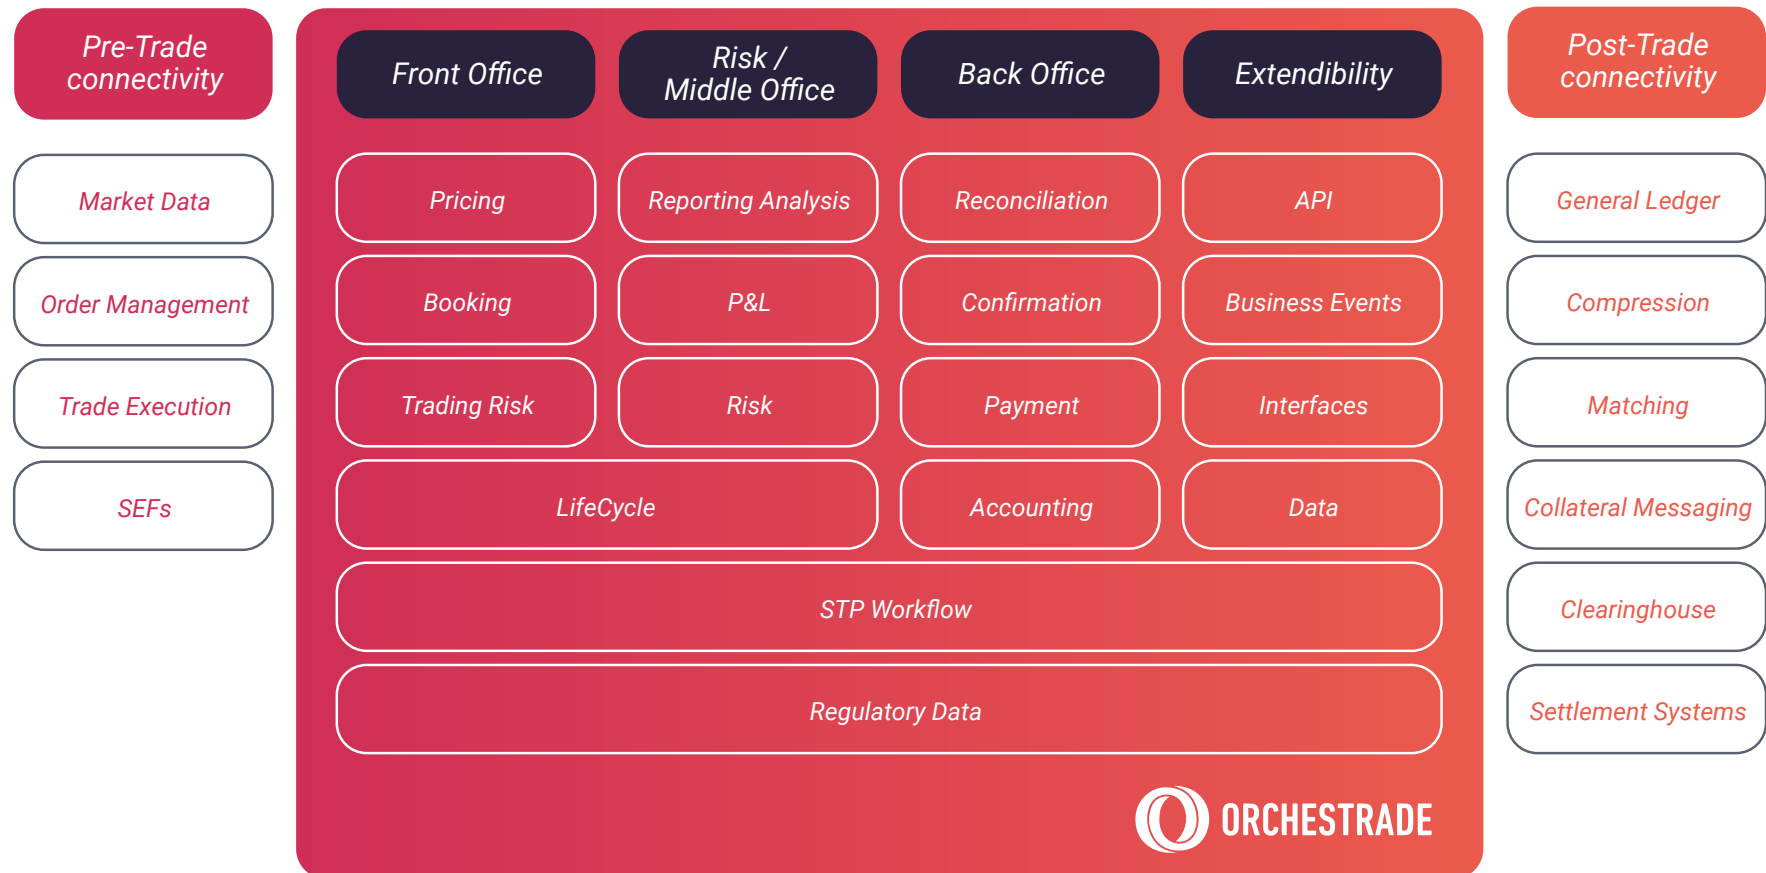 Pre-Trade
connectivity
Front Office
Risk /
Middle Office
Back Office
Extendibility
Post-Trade
connectivity
Market Data
Pricing
Reporting Analysis
Reconciliation
API
General Ledger
Order Management
Booking
P&L
Confirmation
Business Events
Compression
Trade Execution
Trading Risk
Risk
Payment
Interfaces
Matching
SEFs
LifeCycle
Accounting
Data
Collateral Messaging
STP Workflow
Clearinghouse
Regulatory Data
Settlement Systems
ORCHESTRADE